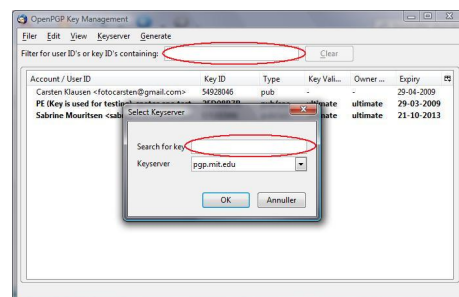 OpenPGP Key Management
Filer Edit View Keyserver Generate
Filter for user ID's or key ID's containing: Clear
Account / User ID Key ID Type Key Vali... Owner ... Expiry
Carsten Klausen <fotocarsten@gmail.com> 54928046 pub - - 29-04-2009
PE (Key is used for ultimate 29-03-2009
Sabrine Mouritsen ultimate 21-10-2013
Select Keyserver
Search for key
Keyserver pgp.mit.edu
OK Annuller